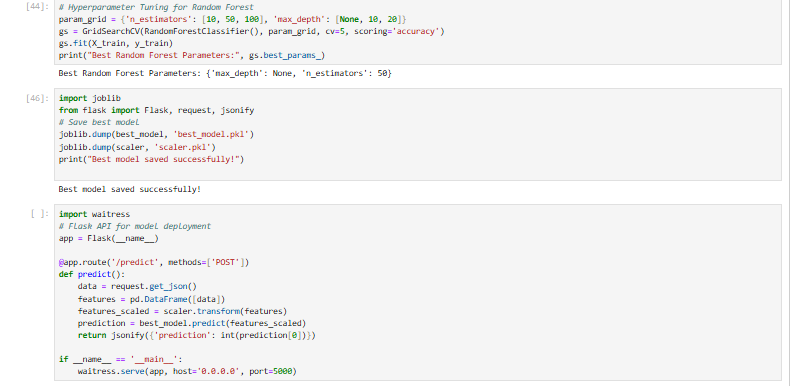 [44]: # Hyperparameter Tuning for Random Forest
param_grid = {'n_estimators': [10, 50, 100], 'max_depth': [None, 10, 20]}
gs = GridSearchCV(RandomForestClassifier(), param_grid, cv=5, scoring='accuracy')
gs.fit(X_train, y_train)
print("Best Random Forest Parameters:", gs.best_params_)
Best Random Forest Parameters: {'max_depth': None, 'n_estimators': 50}
[46]: import joblib
from flask import Flask, request, jsonify
# Save best model
joblib.dump(best_model, 'best_model.pkl')
joblib.dump(scaler, 'scaler.pkl')
print("Best model saved successfully!")
Best model saved successfully!
[ ]: import waitress
# Flask API for model deployment
app = Flask(__name__)
@app.route('/predict', methods=['POST'])
def predict():
    data = request.get_json()
    features = pd.DataFrame([data])
    features_scaled = scaler.transform(features)
    prediction = best_model.predict(features_scaled)
    return jsonify({'prediction': int(prediction[0])})
if __name__ == '__main__':
    waitress.serve(app, host='0.0.0.0', port=5000)